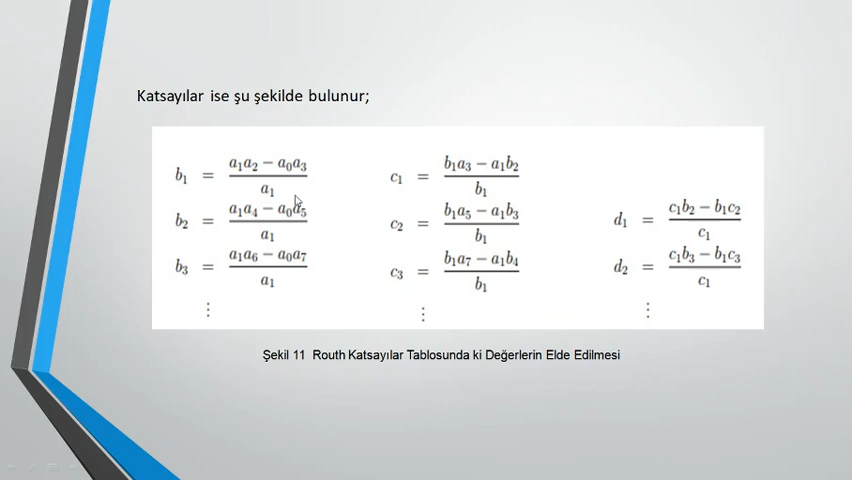 Katsayılar ise şu şekilde bulunur;
b₁ = (a₁a₂ − a₀a₃) / a₁
b₂ = (a₁a₄ − a₀a₅) / a₁
b₃ = (a₁a₆ − a₀a₇) / a₁
⋮
c₁ = (b₁a₃ − a₁b₂) / b₁
c₂ = (b₁a₅ − a₁b₃) / b₁
c₃ = (b₁a₇ − a₁b₄) / b₁
⋮
d₁ = (c₁b₂ − b₁c₂) / c₁
d₂ = (c₁b₃ − b₁c₃) / c₁
⋮
Şekil 11 Routh Katsayılar Tablosunda ki Değerlerin Elde Edilmesi